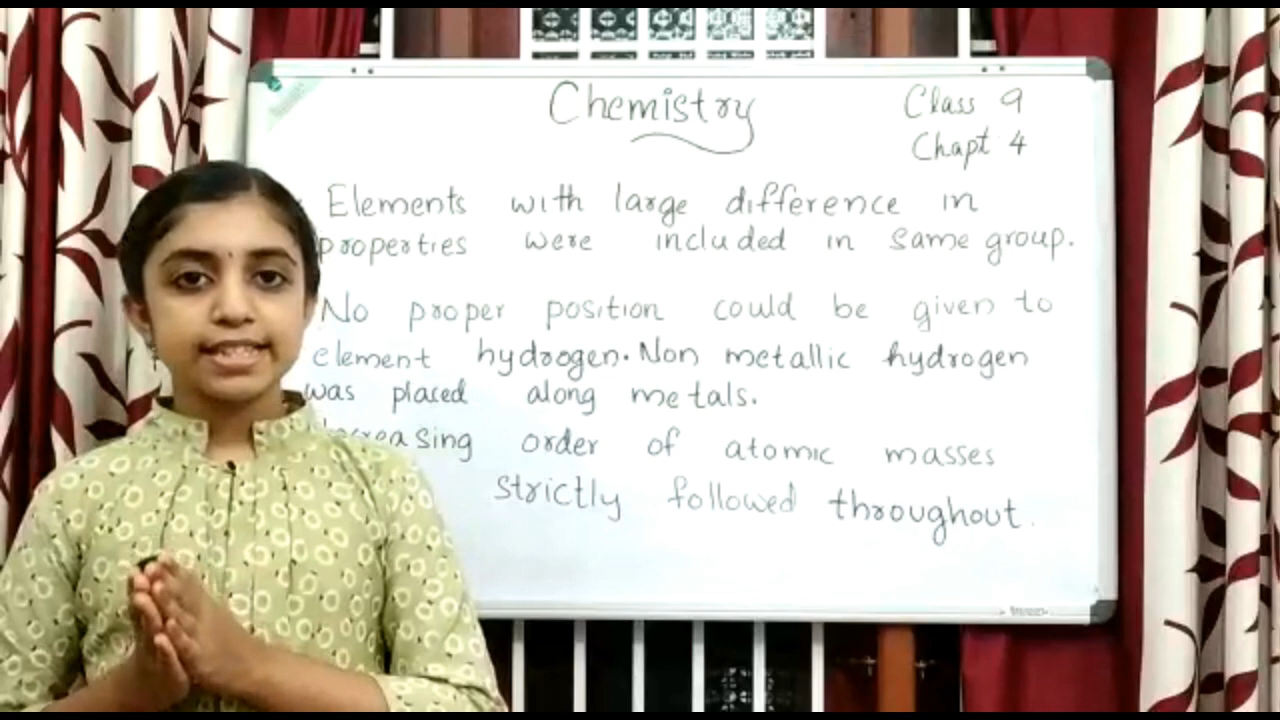 Chemistry
Class 9
Chapt 4
Elements with large difference in
properties were included in same group.
No proper position could be given to
element hydrogen. Non metallic hydrogen
was placed along metals.
order of atomic masses
strictly followed throughout.